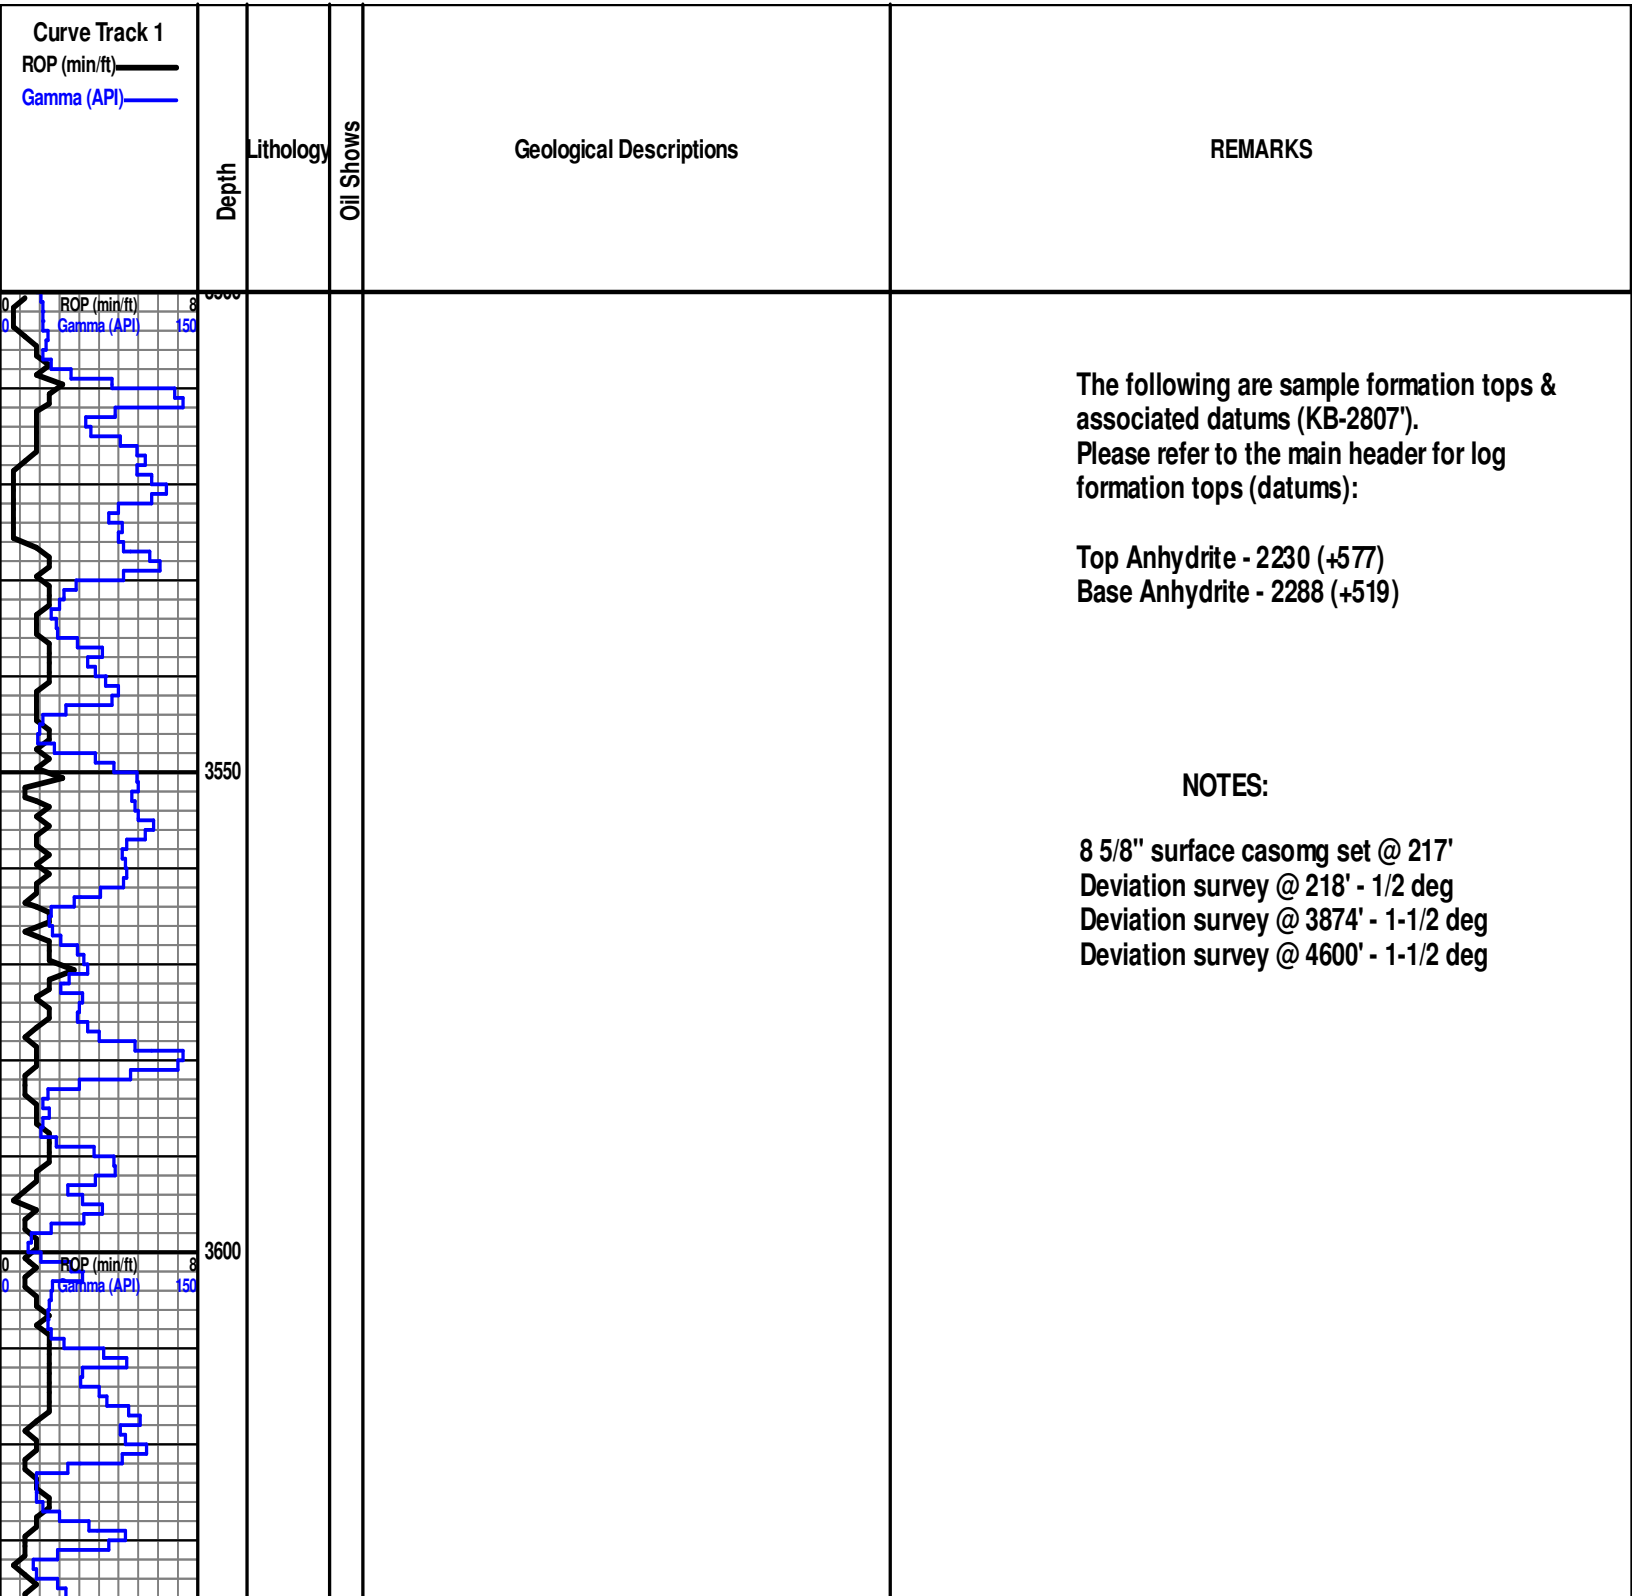 Curve Track 1
ROP (min/ft)
Gamma (API)
Depth
Lithology
Oil Shows
Geological Descriptions
REMARKS
0 ROP (min/ft) 8
0 Gamma (API) 150
The following are sample formation tops &
associated datums (KB-2807').
Please refer to the main header for log
formation tops (datums):
Top Anhydrite - 2230 (+577)
Base Anhydrite - 2288 (+519)
3550
NOTES:
8 5/8" surface casomg set @ 217'
Deviation survey @ 218' - 1/2 deg
Deviation survey @ 3874' - 1-1/2 deg
Deviation survey @ 4600' - 1-1/2 deg
3600
0 ROP (min/ft) 8
0 Gamma (API) 150